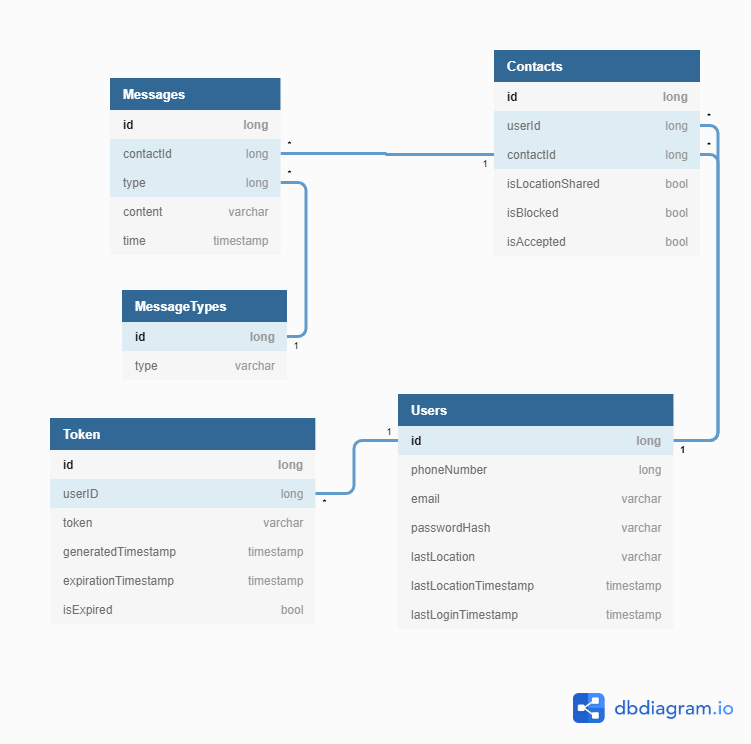 Messages
id long
contactId long
type long
content varchar
time timestamp
*
*
Contacts
id long
userId long
contactId long
isLocationShared bool
isBlocked bool
isAccepted bool
*
*
1
MessageTypes
id long
type varchar
1
Token
id long
userID long
token varchar
generatedTimestamp timestamp
expirationTimestamp timestamp
isExpired bool
*
1
Users
id long
phoneNumber long
email varchar
passwordHash varchar
lastLocation varchar
lastLocationTimestamp timestamp
lastLoginTimestamp timestamp
1
dbdiagram.io